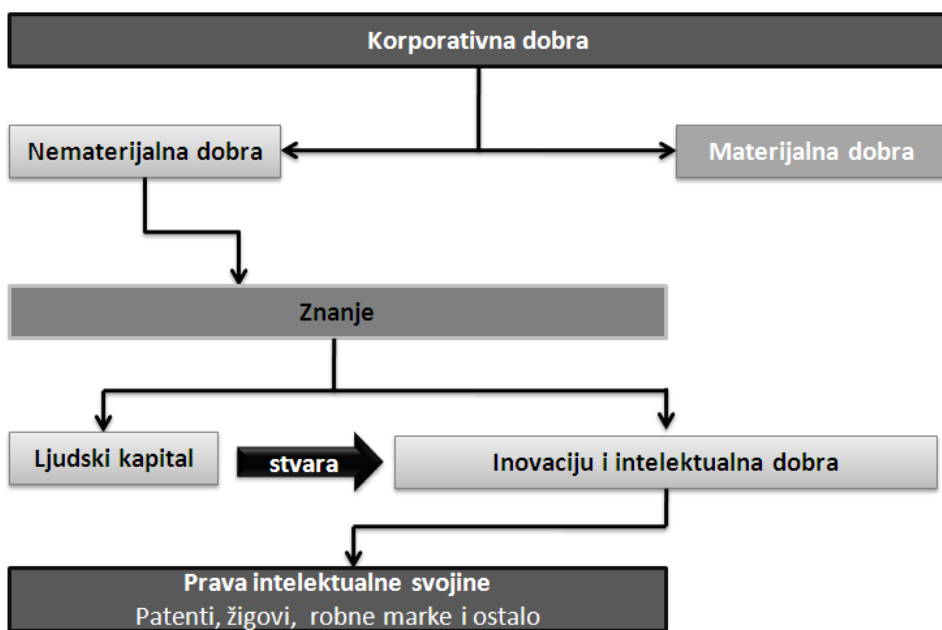 Korporativna dobra
Nematerijalna dobra
Materijalna dobra
Znanje
Ljudski kapital
stvara
Inovaciju i intelektualna dobra
Prava intelektualne svojine
Patenti, žigovi, robne marke i ostalo